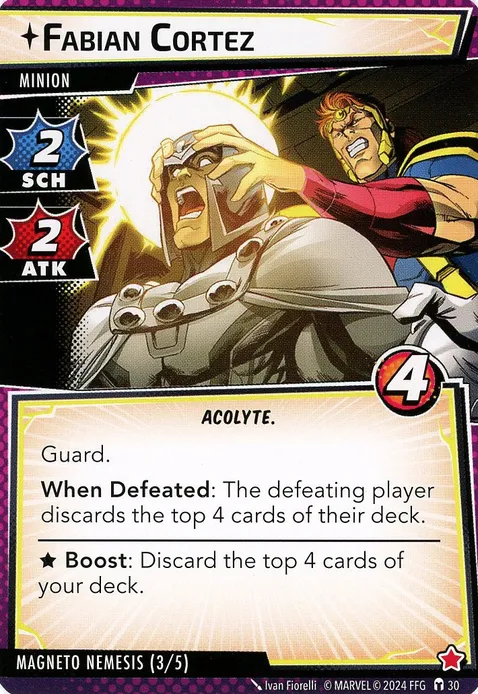 FABIAN CORTEZ
MINION
2
SCH
2
ATK
4
ACOLYTE.
Guard.
When Defeated: The defeating player
discards the top 4 cards of their deck.
★ Boost: Discard the top 4 cards of
your deck.
MAGNETO NEMESIS (3/5)
Ivan Fiorelli © MARVEL © 2024 FFG 30